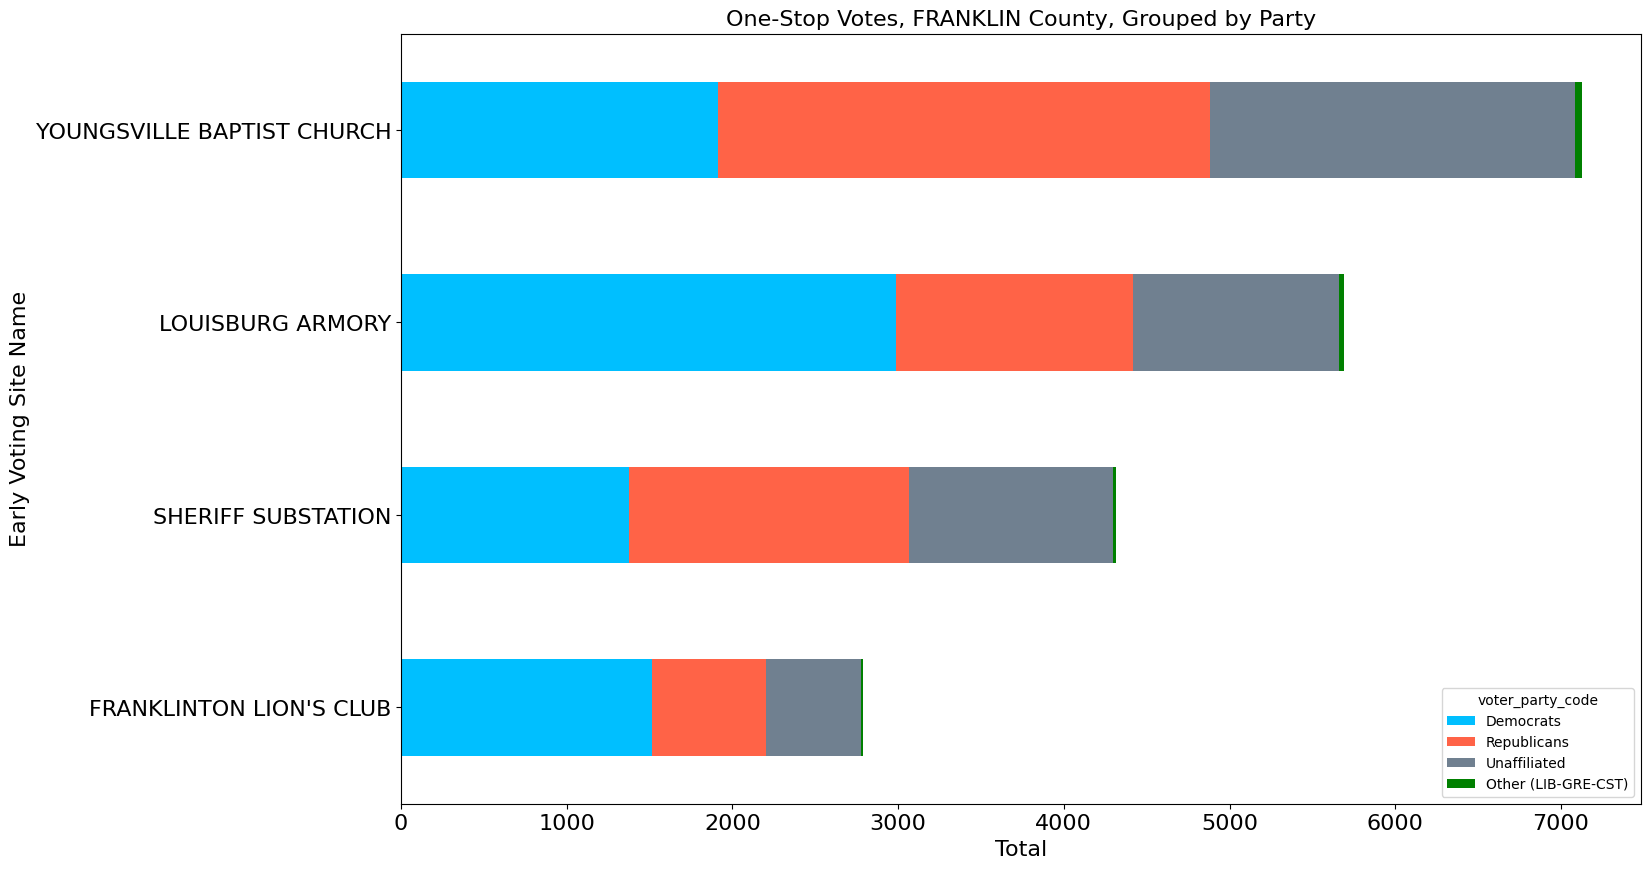 One-Stop Votes, FRANKLIN County, Grouped by Party
Early Voting Site Name
YOUNGSVILLE BAPTIST CHURCH
LOUISBURG ARMORY
SHERIFF SUBSTATION
FRANKLINTON LION'S CLUB
voter_party_code
Democrats
Republicans
Unaffiliated
Other (LIB-GRE-CST)
0 1000 2000 3000 4000 5000 6000 7000
Total